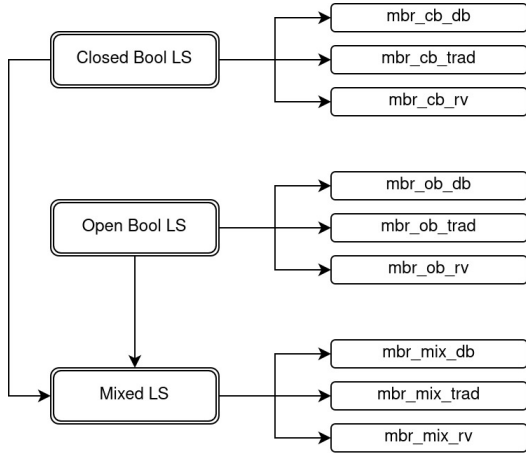 mbr_cb_db
Closed Bool LS
mbr_cb_trad
mbr_cb_rv
mbr_ob_db
Open Bool LS
mbr_ob_trad
mbr_ob_rv
mbr_mix_db
Mixed LS
mbr_mix_trad
mbr_mix_rv